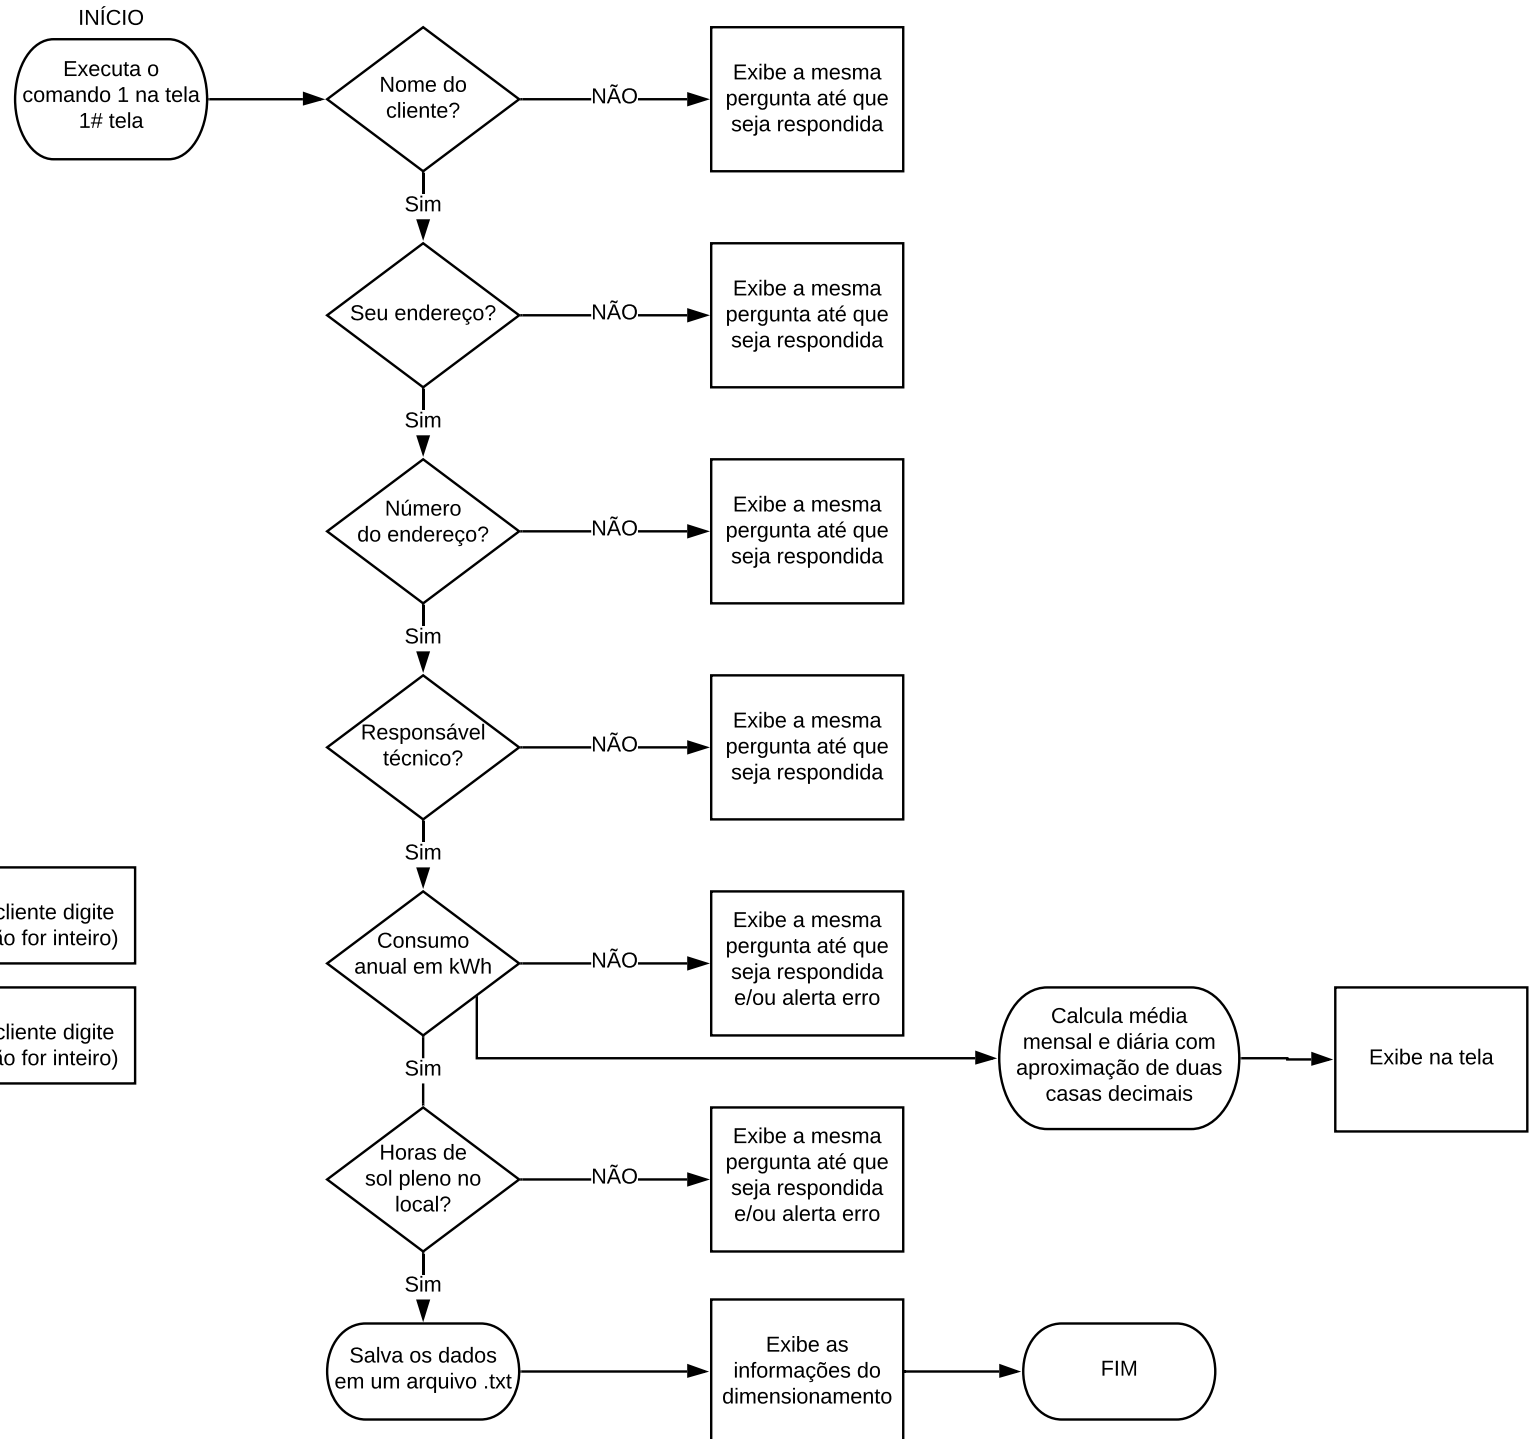 INÍCIO
Executa o
comando 1 na tela
1# tela
Nome do
cliente?
NÃO
Exibe a mesma
pergunta até que
seja respondida
Sim
Seu endereço?
NÃO
Exibe a mesma
pergunta até que
seja respondida
Sim
Número
do endereço?
NÃO
Exibe a mesma
pergunta até que
seja respondida
Sim
Responsável
técnico?
NÃO
Exibe a mesma
pergunta até que
seja respondida
Sim
cliente digite
ão for inteiro)
Consumo
anual em kWh
NÃO
Exibe a mesma
pergunta até que
seja respondida
e/ou alerta erro
cliente digite
ão for inteiro)
Sim
Calcula média
mensal e diária com
aproximação de duas
casas decimais
Exibe na tela
Horas de
sol pleno no
local?
NÃO
Exibe a mesma
pergunta até que
seja respondida
e/ou alerta erro
Sim
Salva os dados
em um arquivo .txt
Exibe as
informações do
dimensionamento
FIM